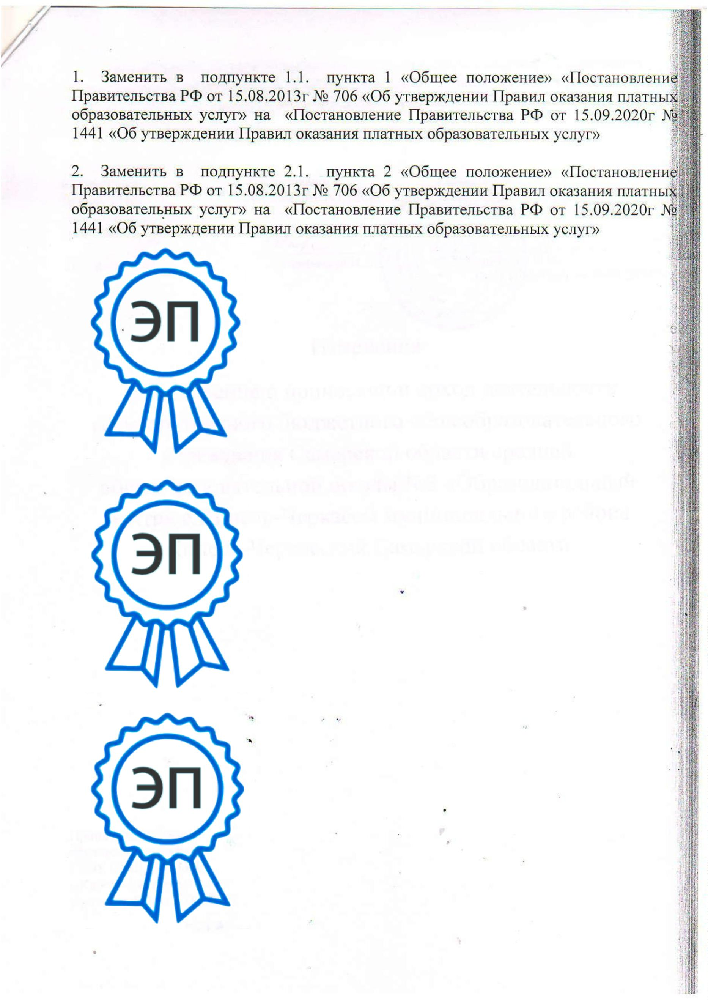 1. Заменить в подпункте 1.1. пункта 1 «Общее положение» «Постановление
Правительства РФ от 15.08.2013г № 706 «Об утверждении Правил оказания платных
образовательных услуг» на «Постановление Правительства РФ от 15.09.2020г №
1441 «Об утверждении Правил оказания платных образовательных услуг»
2. Заменить в подпункте 2.1. пункта 2 «Общее положение» «Постановление
Правительства РФ от 15.08.2013г № 706 «Об утверждении Правил оказания платных
образовательных услуг» на «Постановление Правительства РФ от 15.09.2020г №
1441 «Об утверждении Правил оказания платных образовательных услуг»
ЭП
ЭП
ЭП